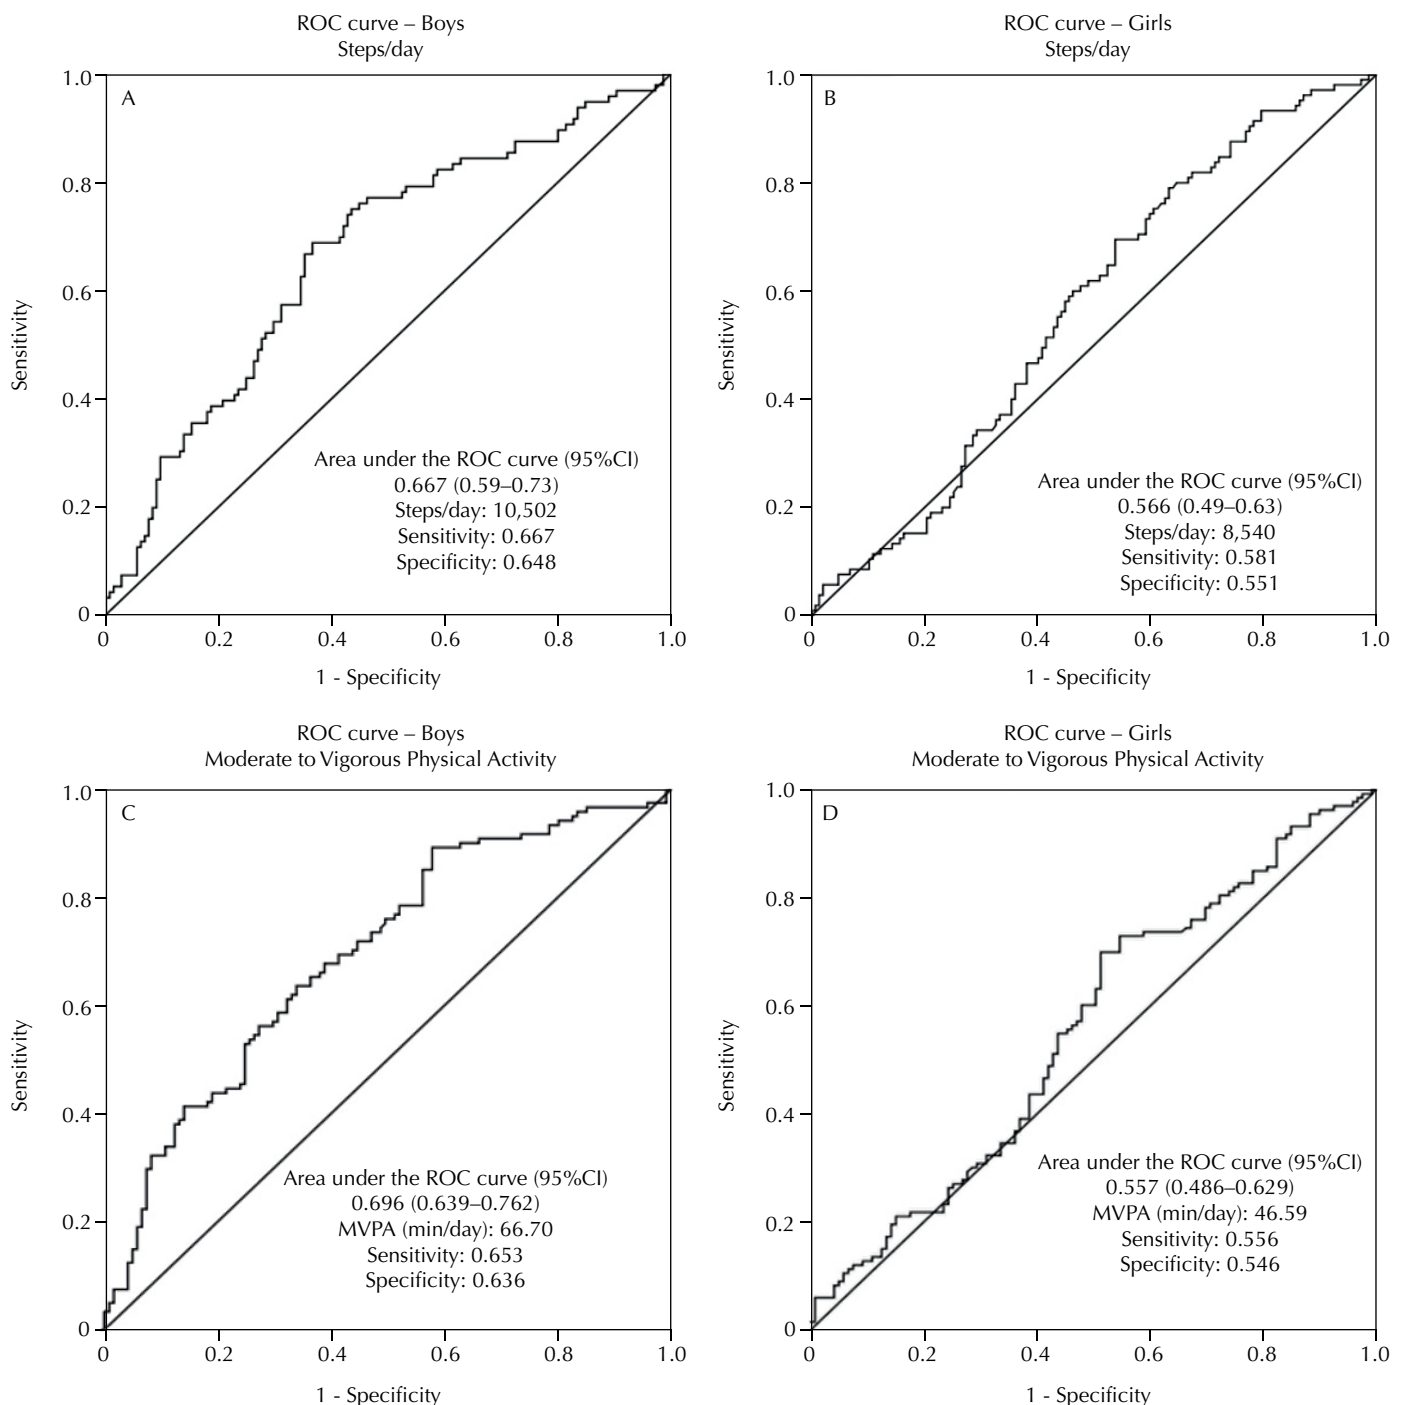 ROC curve – Boys
Steps/day
A
1.0
0.8
0.6
0.4
0.2
0
Sensitivity
Area under the ROC curve (95%CI)
0.667 (0.59–0.73)
Steps/day: 10,502
Sensitivity: 0.667
Specificity: 0.648
0 0.2 0.4 0.6 0.8 1.0
1 - Specificity
ROC curve – Girls
Steps/day
B
1.0
0.8
0.6
0.4
0.2
0
Sensitivity
Area under the ROC curve (95%CI)
0.566 (0.49–0.63)
Steps/day: 8,540
Sensitivity: 0.581
Specificity: 0.551
0 0.2 0.4 0.6 0.8 1.0
1 - Specificity
ROC curve – Boys
Moderate to Vigorous Physical Activity
C
1.0
0.8
0.6
0.4
0.2
0
Sensitivity
Area under the ROC curve (95%CI)
0.696 (0.639–0.762)
MVPA (min/day): 66.70
Sensitivity: 0.653
Specificity: 0.636
0 0.2 0.4 0.6 0.8 1.0
1 - Specificity
ROC curve – Girls
Moderate to Vigorous Physical Activity
D
1.0
0.8
0.6
0.4
0.2
0
Sensitivity
Area under the ROC curve (95%CI)
0.557 (0.486–0.629)
MVPA (min/day): 46.59
Sensitivity: 0.556
Specificity: 0.546
0 0.2 0.4 0.6 0.8 1.0
1 - Specificity